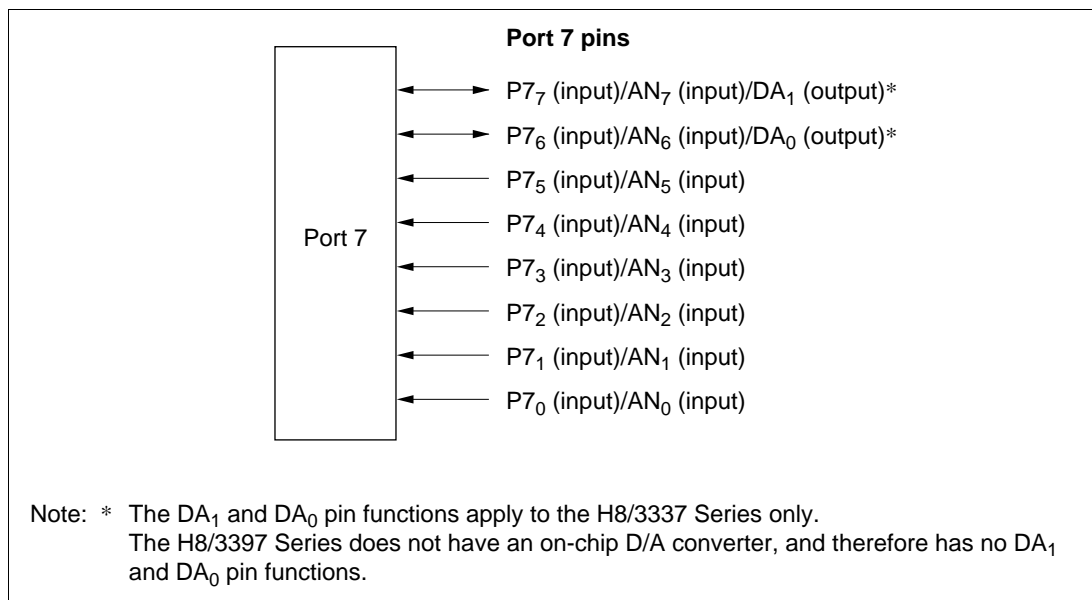 Port 7 pins
P7₇ (input)/AN₇ (input)/DA₁ (output)*
P7₆ (input)/AN₆ (input)/DA₀ (output)*
P7₅ (input)/AN₅ (input)
P7₄ (input)/AN₄ (input)
Port 7
P7₃ (input)/AN₃ (input)
P7₂ (input)/AN₂ (input)
P7₁ (input)/AN₁ (input)
P7₀ (input)/AN₀ (input)
Note: * The DA₁ and DA₀ pin functions apply to the H8/3337 Series only.
The H8/3397 Series does not have an on-chip D/A converter, and therefore has no DA₁
and DA₀ pin functions.